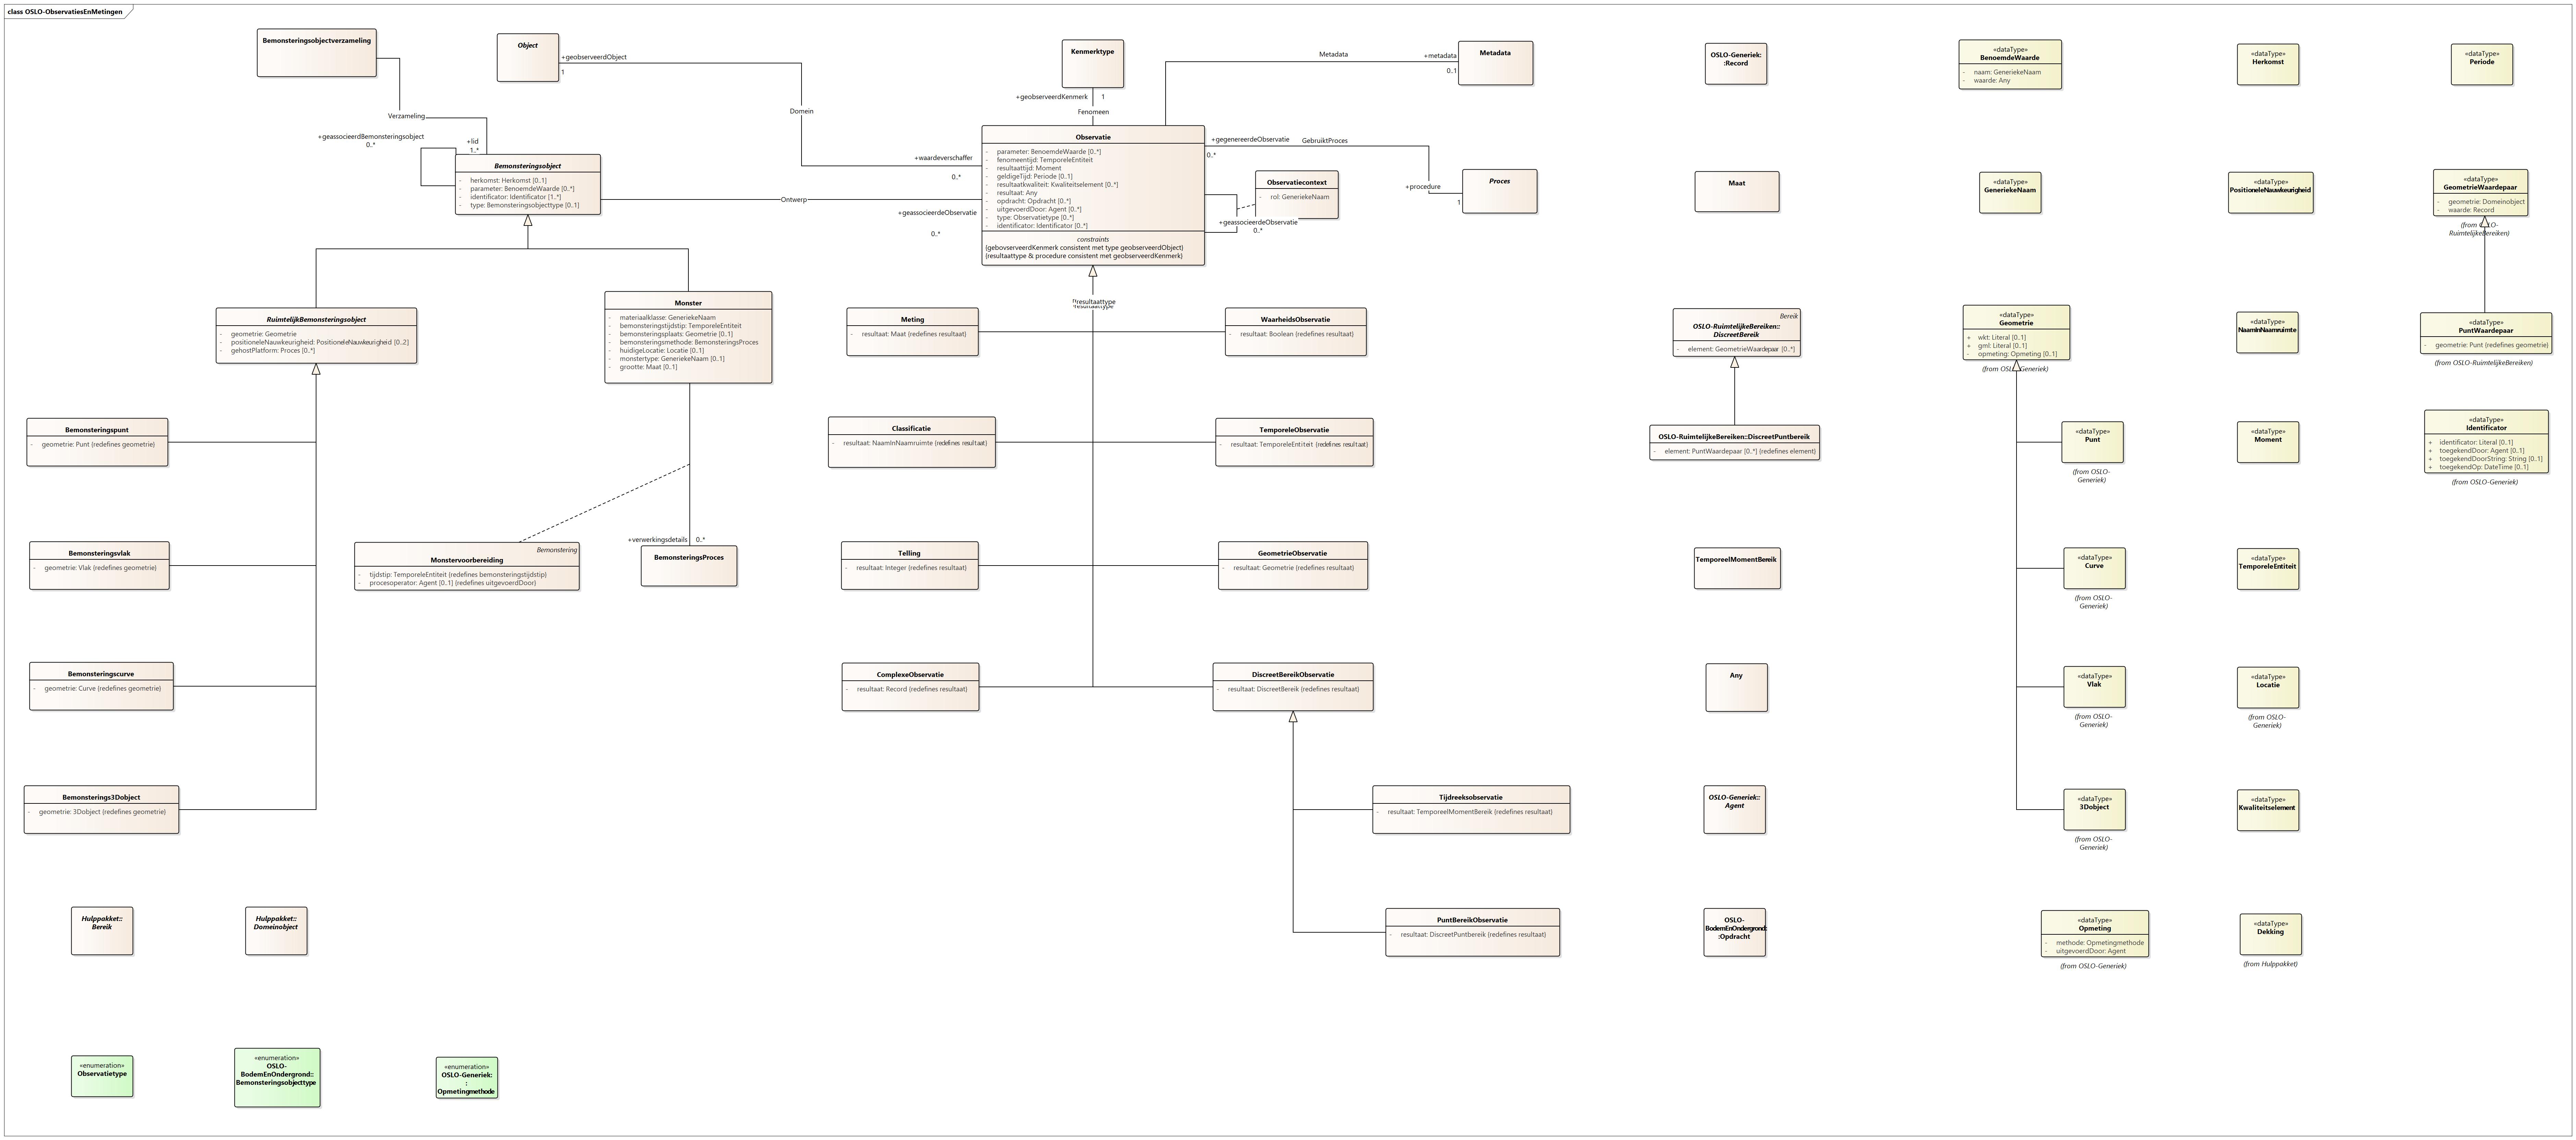 class OSLO-ObservatiesEnMetingen
Bemonsteringsobjectverzameling
Verzameling
+lid
1..*
+geassocieerdBemonsteringsobject
0..*
Object
+geobserveerdObject
1
Domein
+waardeverschaffer
0..*
Kenmerktype
+geobserveerdKenmerk
1
Fenomeen
Metadata
+metadata
0..1
Metadata
Bemonsteringsobject
- herkomst: Herkomst [0..1]
- parameter: BenoemdeWaarde [0..*]
- identificator: Identificator [1..*]
- type: Bemonsteringsobjecttype [0..1]
Ontwerp
+geassocieerdeObservatie
0..*
Observatie
- parameter: BenoemdeWaarde [0..*]
- fenomeentijd: TemporeleEntiteit
- resultaattijd: Moment
- geldigeTijd: Periode [0..1]
- resultaatkwaliteit: Kwaliteitselement [0..*]
- resultaat: Any
- opdracht: Opdracht [0..*]
- uitgevoerdDoor: Agent [0..*]
- type: Observatietype [0..*]
- identificator: Identificator [0..*]
constraints
{gebovserveerdKenmerk consistent met type geobserveerdObject}
{resultaattype & procedure consistent met geobserveerdKenmerk}
+gegenereerdeObservatie
0..*
GebruiktProces
+procedure
1
Proces
Observatiecontext
- rol: GeneriekeNaam
+geassocieerdeObservatie
0..*
resultaattype
RuimtelijkBemonsteringsobject
- geometrie: Geometrie
- positioneleNauwkeurigheid: PositioneleNauwkeurigheid [0..2]
- gehostPlatform: Proces [0..*]
Monster
- materiaalklasse: GeneriekeNaam
- bemonsteringstijdstip: TemporeleEntiteit
- bemonsteringsplaats: Geometrie [0..1]
- bemonsteringsmethode: BemonsteringsProces
- huidigeLocatie: Locatie [0..1]
- monstertype: GeneriekeNaam [0..1]
- grootte: Maat [0..1]
Bemonsteringspunt
- geometrie: Punt {redefines geometrie}
Bemonsteringsvlak
- geometrie: Vlak {redefines geometrie}
Bemonsteringscurve
- geometrie: Curve {redefines geometrie}
Bemonsterings3Dobject
- geometrie: 3Dobject {redefines geometrie}
Bemonstering
Monstervoorbereiding
- tijdstip: TemporeleEntiteit {redefines bemonsteringstijdstip}
- procesoperator: Agent [0..1] {redefines uitgevoerdDoor}
+verwerkingsdetails
0..*
BemonsteringsProces
Meting
- resultaat: Maat {redefines resultaat}
WaarheidsObservatie
- resultaat: Boolean {redefines resultaat}
Classificatie
- resultaat: NaamInNaamruimte {redefines resultaat}
TemporeleObservatie
- resultaat: TemporeleEntiteit {redefines resultaat}
Telling
- resultaat: Integer {redefines resultaat}
GeometrieObservatie
- resultaat: Geometrie {redefines resultaat}
ComplexeObservatie
- resultaat: Record {redefines resultaat}
DiscreetBereikObservatie
- resultaat: DiscreetBereik {redefines resultaat}
Tijdreeksobservatie
- resultaat: TemporeelMomentBereik {redefines resultaat}
PuntBereikObservatie
- resultaat: DiscreetPuntbereik {redefines resultaat}
OSLO-Generiek:
:Record
Maat
Bereik
OSLO-RuimtelijkeBereiken::
DiscreetBereik
- element: GeometrieWaardepaar [0..*]
OSLO-RuimtelijkeBereiken::DiscreetPuntbereik
- element: PuntWaardepaar [0..*] {redefines element}
TemporeelMomentBereik
Any
OSLO-Generiek::
Agent
OSLO-
BodemEnOndergrond:
:Opdracht
«dataType»
BenoemdeWaarde
- naam: GeneriekeNaam
- waarde: Any
«dataType»
GeneriekeNaam
«dataType»
Geometrie
+ wkt: Literal [0..1]
+ gml: Literal [0..1]
- opmeting: Opmeting [0..1]
(from OSLO-Generiek)
«dataType»
Punt
(from OSLO-
Generiek)
«dataType»
Curve
(from OSLO-
Generiek)
«dataType»
Vlak
(from OSLO-
Generiek)
«dataType»
3Dobject
(from OSLO-
Generiek)
«dataType»
Opmeting
- methode: Opmetingmethode
- uitgevoerdDoor: Agent
(from OSLO-Generiek)
«dataType»
Herkomst
«dataType»
PositioneleNauwkeurigheid
«dataType»
NaamInNaamruimte
«dataType»
Moment
«dataType»
TemporeleEntiteit
«dataType»
Locatie
(from OSLO-
Generiek)
«dataType»
Kwaliteitselement
«dataType»
Dekking
(from Hulppakket)
«dataType»
Periode
«dataType»
GeometrieWaardepaar
- geometrie: Domeinobject
- waarde: Record
(from OSLO-
RuimtelijkeBereiken)
«dataType»
PuntWaardepaar
- geometrie: Punt {redefines geometrie}
(from OSLO-RuimtelijkeBereiken)
«dataType»
Identificator
+ identificator: Literal [0..1]
+ toegekendDoor: Agent [0..1]
+ toegekendDoorString: String [0..1]
+ toegekendOp: DateTime [0..1]
(from OSLO-Generiek)
Hulppakket::
Bereik
Hulppakket::
Domeinobject
«enumeration»
Observatietype
«enumeration»
OSLO-
BodemEnOndergrond::
Bemonsteringsobjecttype
«enumeration»
OSLO-Generiek:
:
Opmetingmethode